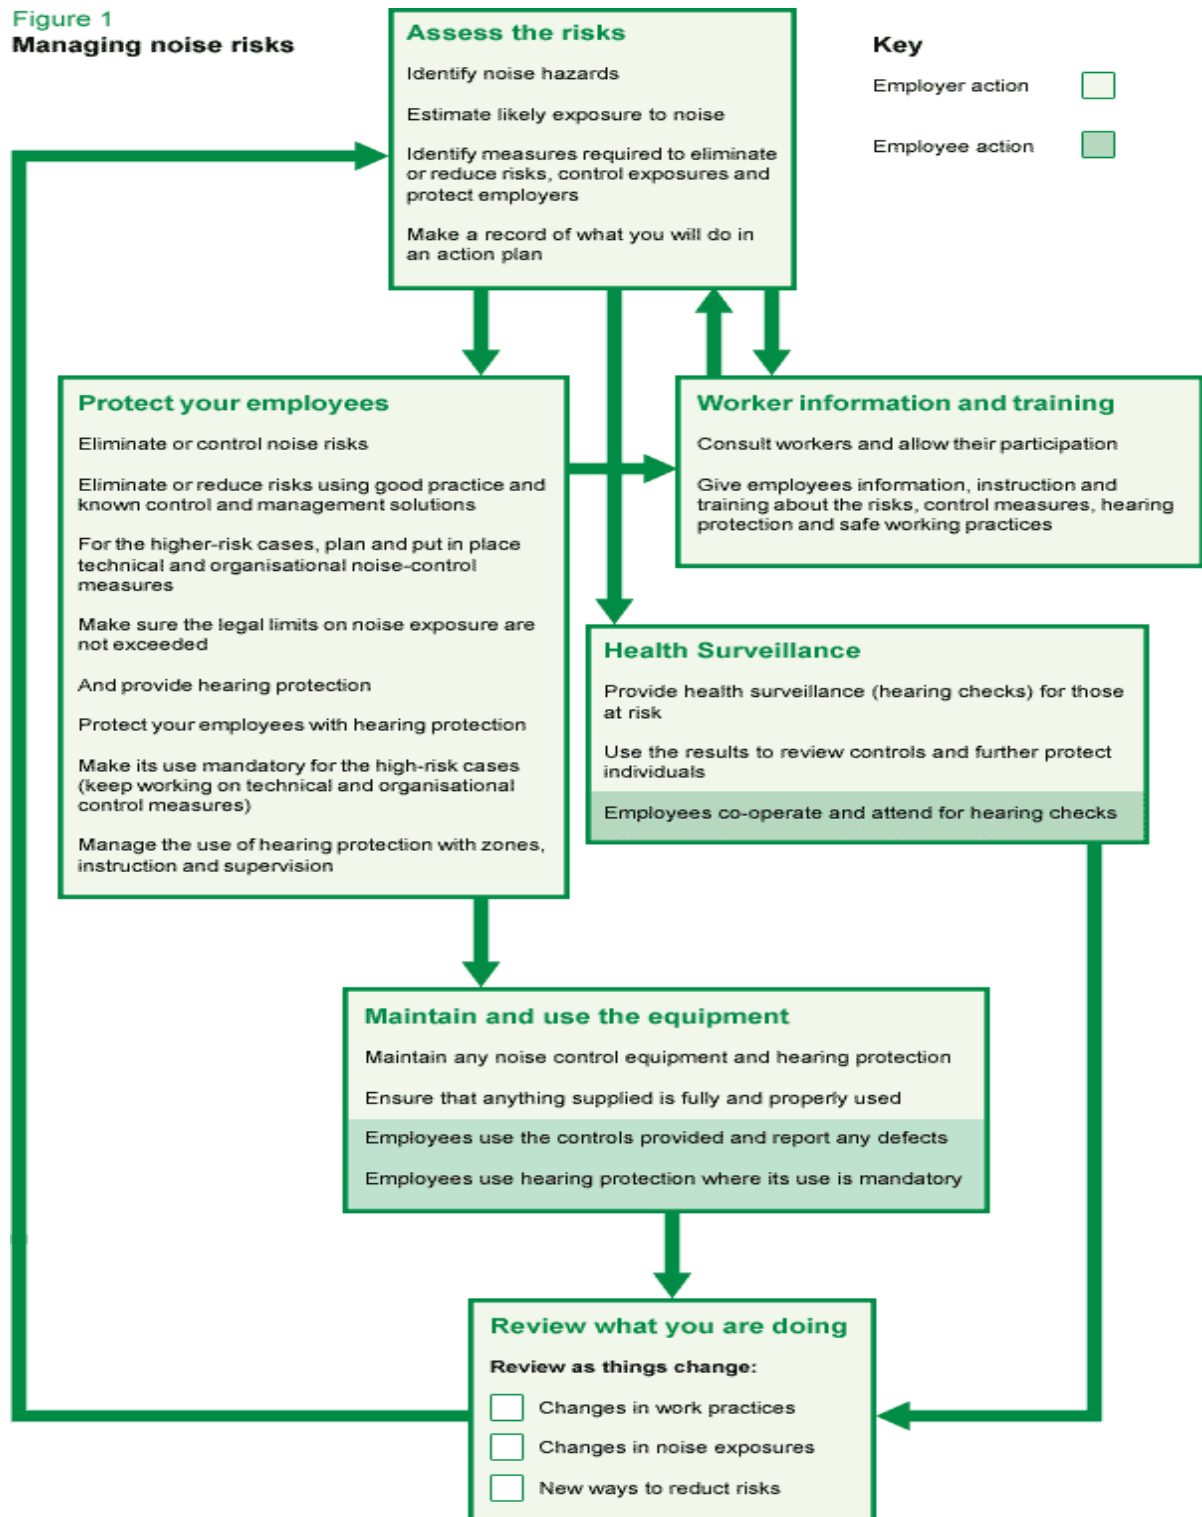 Figure 1
Managing noise risks
Assess the risks
Identify noise hazards
Estimate likely exposure to noise
Identify measures required to eliminate
or reduce risks, control exposures and
protect employers
Make a record of what you will do in
an action plan
Key
Employer action
Employee action
Protect your employees
Eliminate or control noise risks
Eliminate or reduce risks using good practice and
known control and management solutions
For the higher-risk cases, plan and put in place
technical and organisational noise-control
measures
Make sure the legal limits on noise exposure are
not exceeded
And provide hearing protection
Protect your employees with hearing protection
Make its use mandatory for the high-risk cases
(keep working on technical and organisational
control measures)
Manage the use of hearing protection with zones,
instruction and supervision
Worker information and training
Consult workers and allow their participation
Give employees information, instruction and
training about the risks, control measures, hearing
protection and safe working practices
Health Surveillance
Provide health surveillance (hearing checks) for those
at risk
Use the results to review controls and further protect
individuals
Employees co-operate and attend for hearing checks
Maintain and use the equipment
Maintain any noise control equipment and hearing protection
Ensure that anything supplied is fully and properly used
Employees use the controls provided and report any defects
Employees use hearing protection where its use is mandatory
Review what you are doing
Review as things change:
Changes in work practices
Changes in noise exposures
New ways to reduct risks